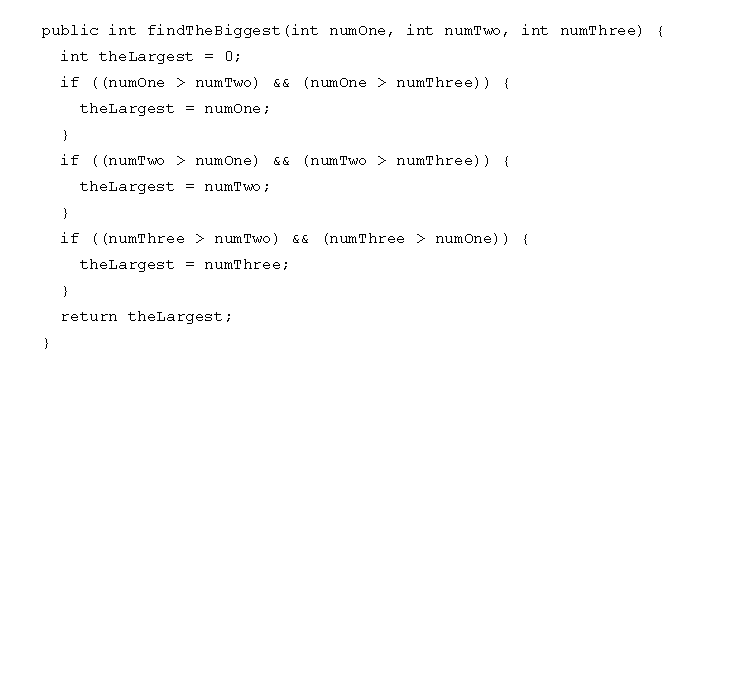 public int findTheBiggest(int numOne, int numTwo, int numThree) {
  int theLargest = 0;
  if ((numOne > numTwo) && (numOne > numThree)) {
    theLargest = numOne;
  }
  if ((numTwo > numOne) && (numTwo > numThree)) {
    theLargest = numTwo;
  }
  if ((numThree > numTwo) && (numThree > numOne)) {
    theLargest = numThree;
  }
  return theLargest;
}